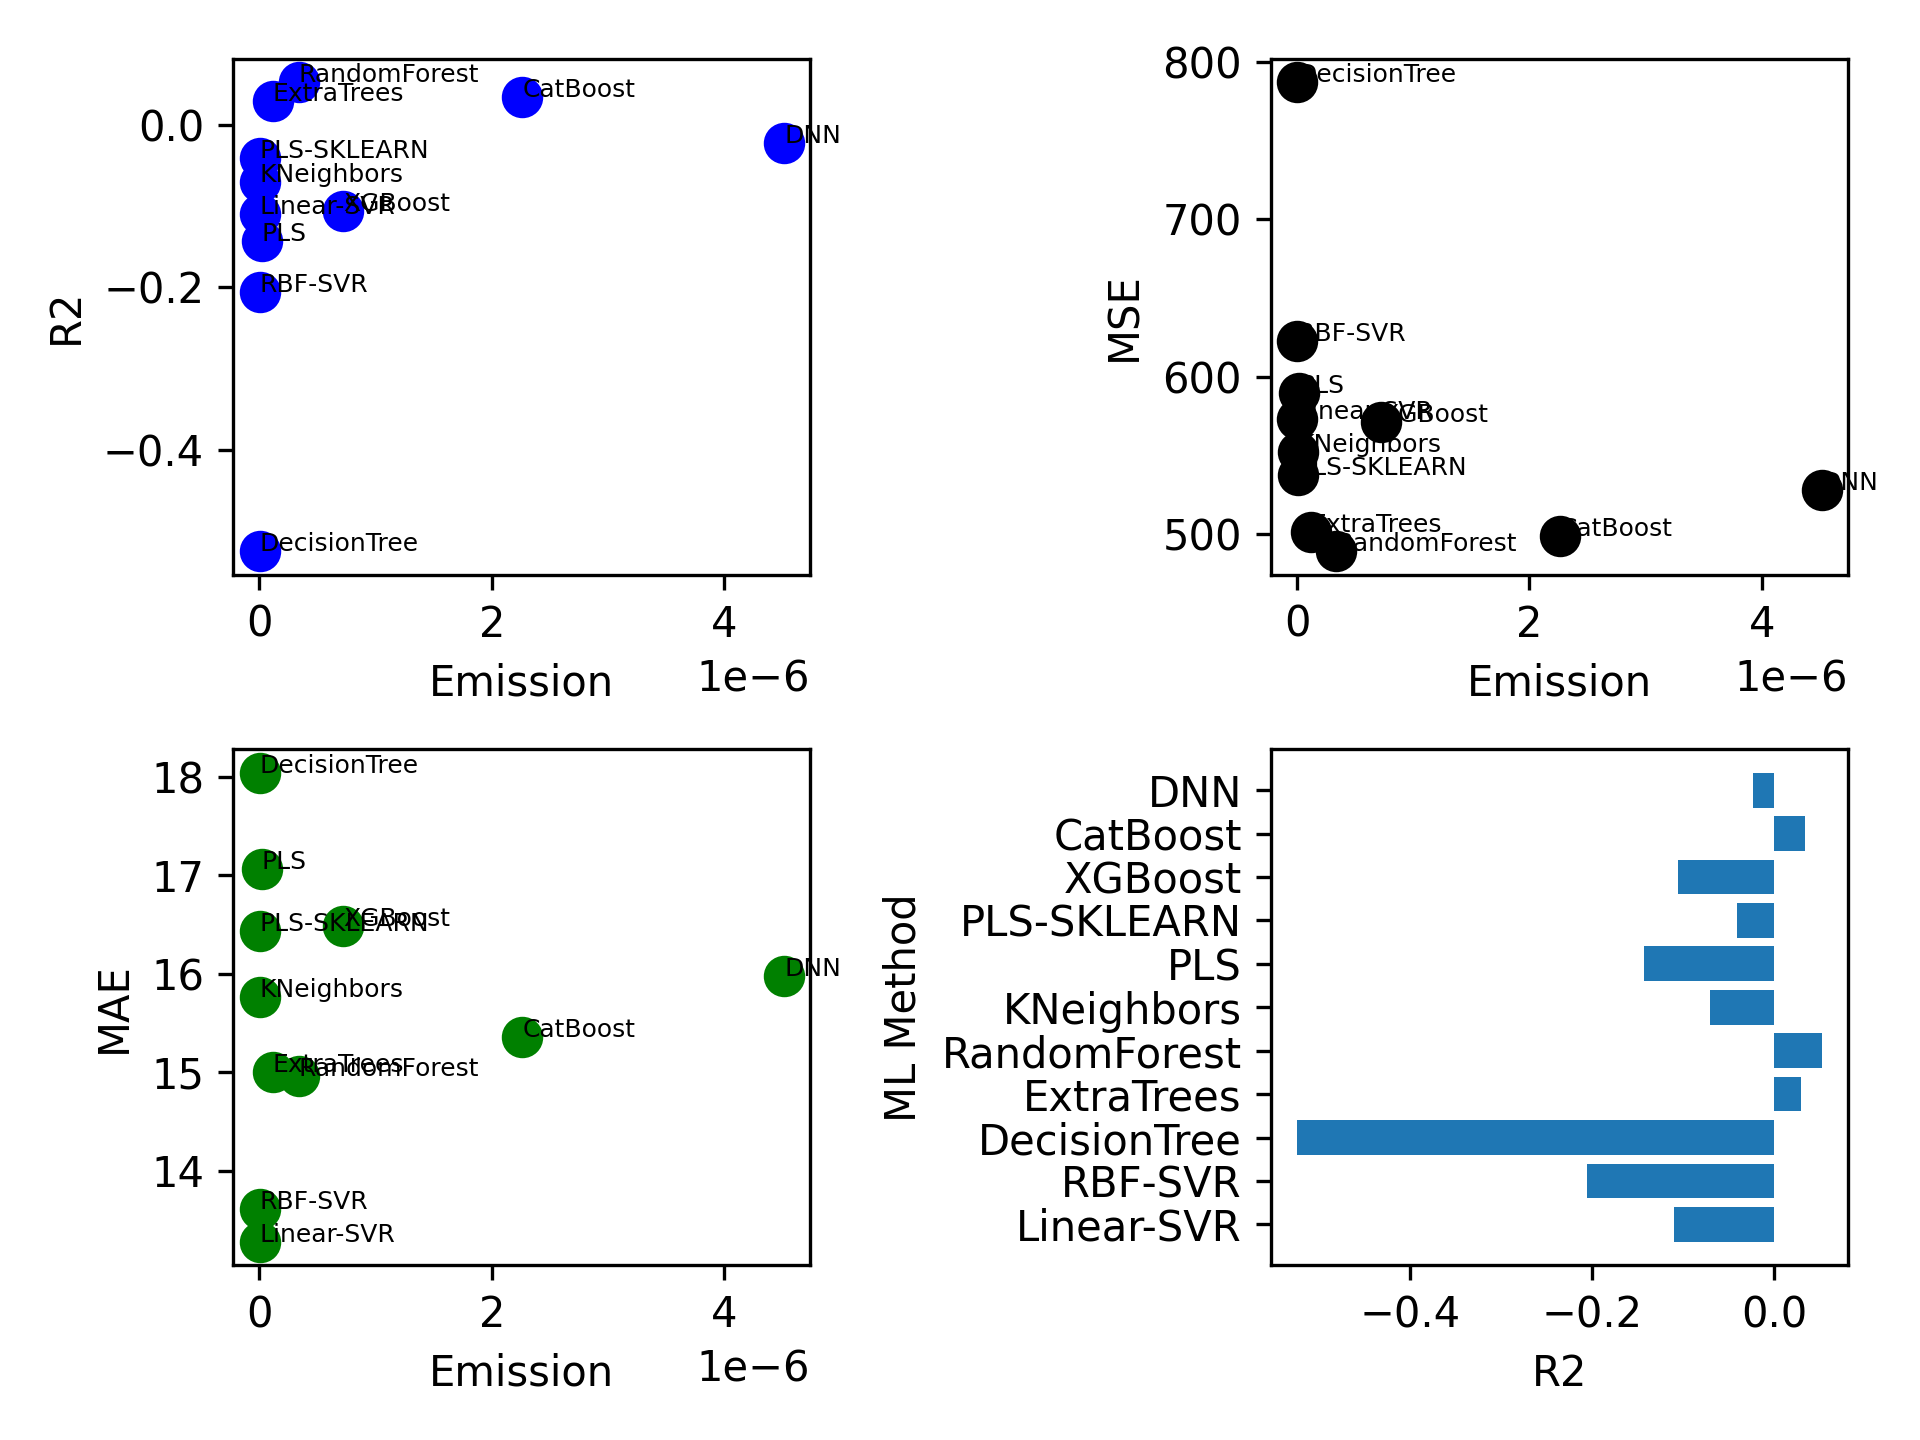 RandomForest
ExtraTrees
CatBoost
DNN
PLS-SKLEARN
KNeighbors
Linear-SVR
XGBoost
PLS
RBF-SVR
DecisionTree
0.0
−0.2
−0.4
R2
0 2 4
1e−6
Emission
DecisionTree
RBF-SVR
PLS
Linear-SVR
XGBoost
KNeighbors
PLS-SKLEARN
DNN
ExtraTrees
CatBoost
RandomForest
800
700
600
500
MSE
0 2 4
1e−6
Emission
DecisionTree
PLS
PLS-SKLEARN
XGBoost
DNN
KNeighbors
CatBoost
ExtraTrees
RandomForest
RBF-SVR
Linear-SVR
18
17
16
15
14
MAE
0 2 4
1e−6
Emission
DNN
CatBoost
XGBoost
PLS-SKLEARN
PLS
KNeighbors
RandomForest
ExtraTrees
DecisionTree
RBF-SVR
Linear-SVR
ML Method
−0.4 −0.2 0.0
R2